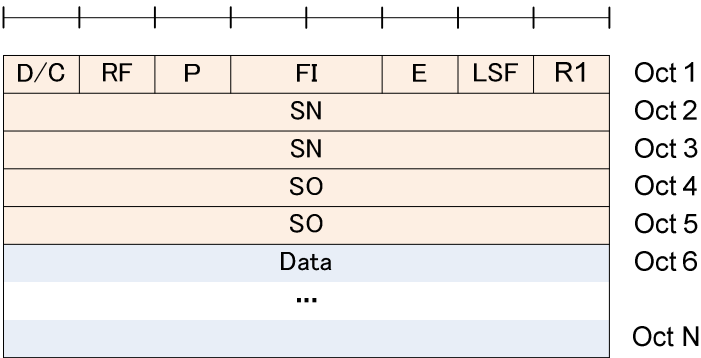 D/C RF P FI E LSF R1 Oct 1
SN Oct 2
SN Oct 3
SO Oct 4
SO Oct 5
Data Oct 6
...
Oct N